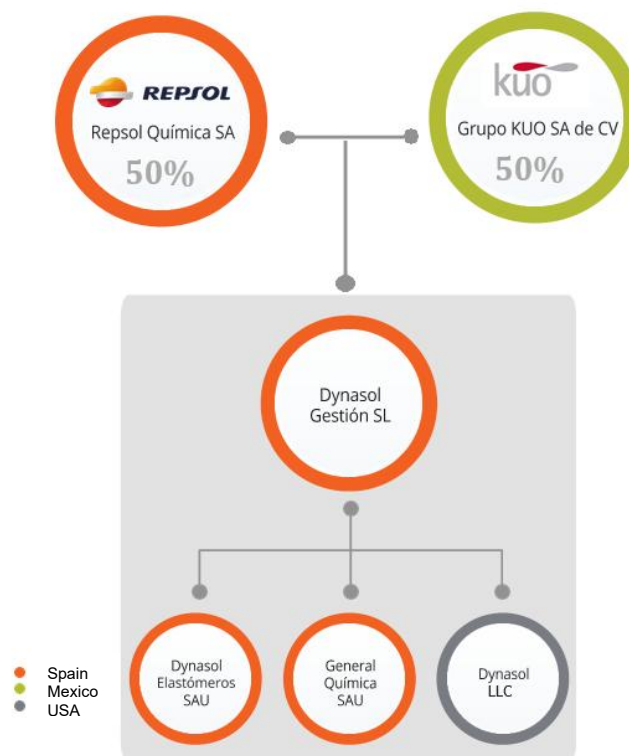 REPSOL
Repsol Química SA
50%
kuo
Grupo KUO SA de CV
50%
Dynasol
Gestión SL
Dynasol
Elastómeros
SAU
General
Química
SAU
Dynasol
LLC
Spain
Mexico
USA